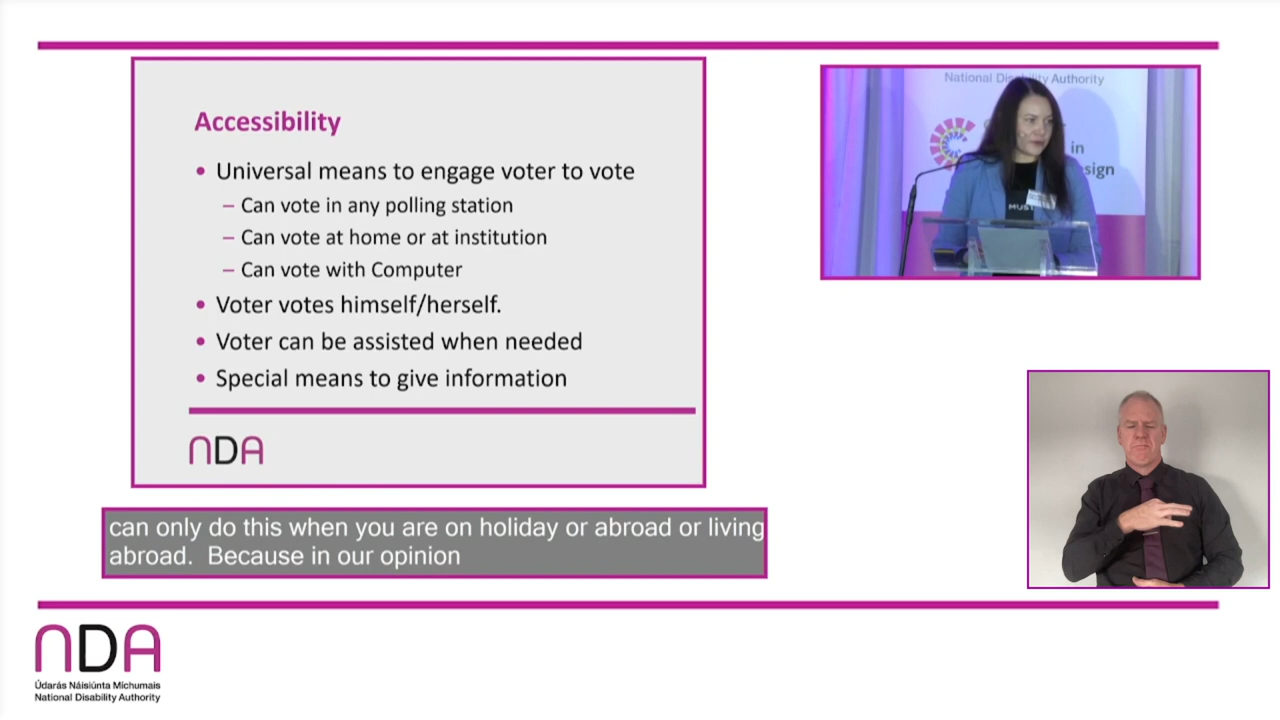 Accessibility
• Universal means to engage voter to vote
– Can vote in any polling station
– Can vote at home or at institution
– Can vote with Computer
• Voter votes himself/herself.
• Voter can be assisted when needed
• Special means to give information
NDA
National Disability Authority
in
sign
MUST
can only do this when you are on holiday or abroad or living
abroad.  Because in our opinion
NDA
Údarás Náisiúnta Míchumais
National Disability Authority